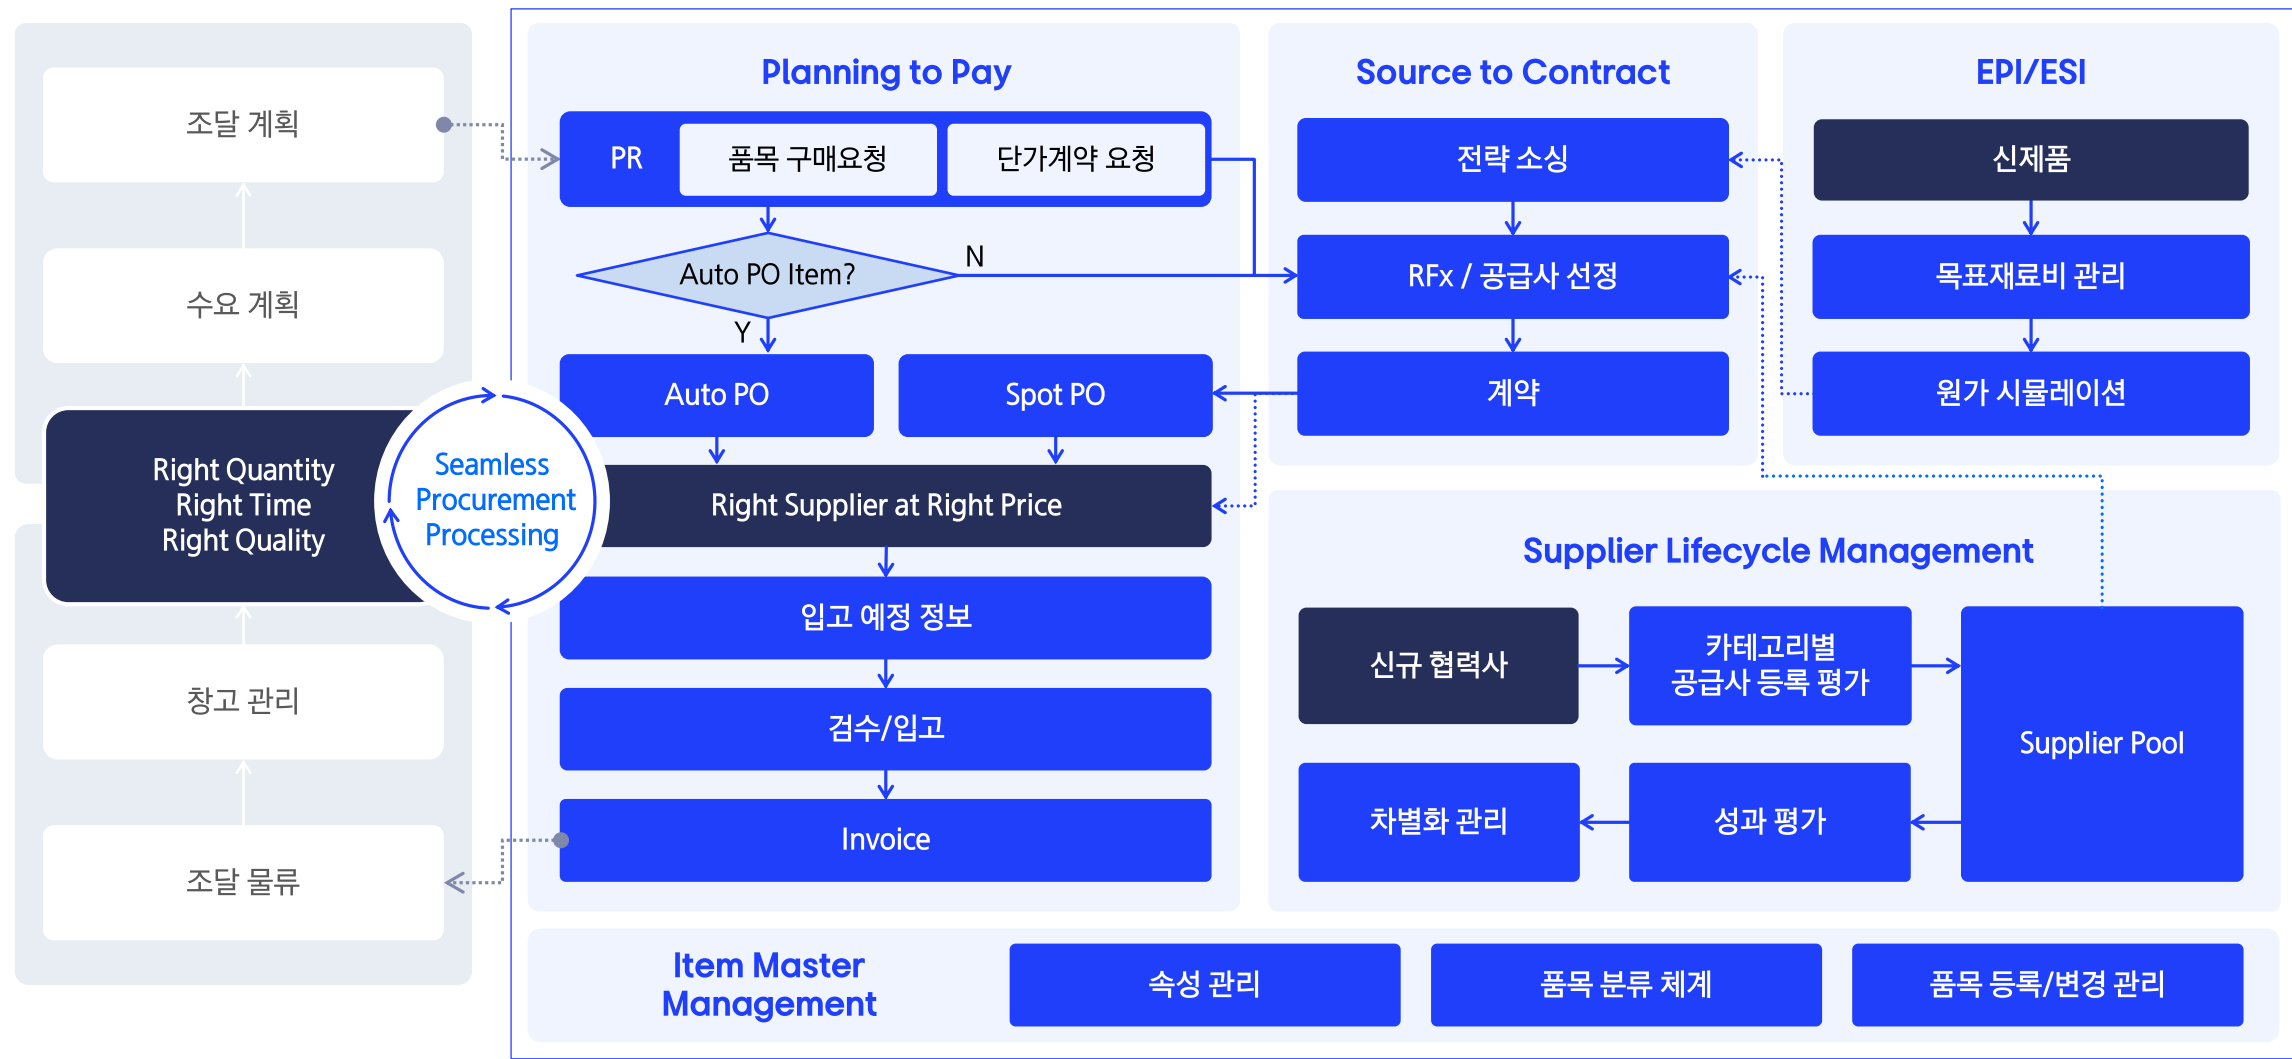 조달 계획
수요 계획
Right Quantity
Right Time
Right Quality
창고 관리
조달 물류
Seamless
Procurement
Processing
Planning to Pay
PR
품목 구매요청
단가계약 요청
Auto PO Item?
N
Y
Auto PO
Spot PO
Right Supplier at Right Price
입고 예정 정보
검수/입고
Invoice
Source to Contract
전략 소싱
RFx / 공급사 선정
계약
EPI/ESI
신제품
목표재료비 관리
원가 시뮬레이션
Supplier Lifecycle Management
신규 협력사
카테고리별
공급사 등록 평가
Supplier Pool
차별화 관리
성과 평가
Item Master
Management
속성 관리
품목 분류 체계
품목 등록/변경 관리